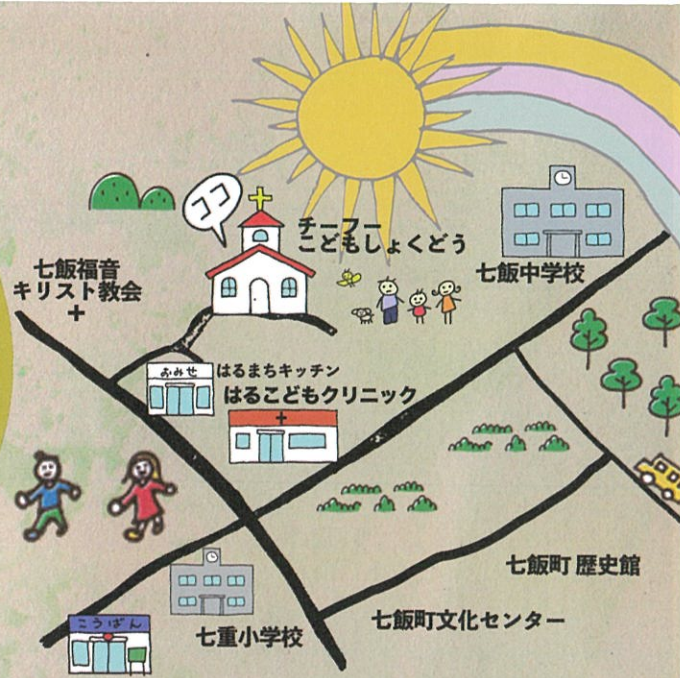 ココ
チーフー
こどもしょくどう
七飯中学校
七飯福音
キリスト教会
+
おみせ
はるまちキッチン
はるこどもクリニック
七飯町 歴史館
七飯町文化センター
七重小学校
こうばん